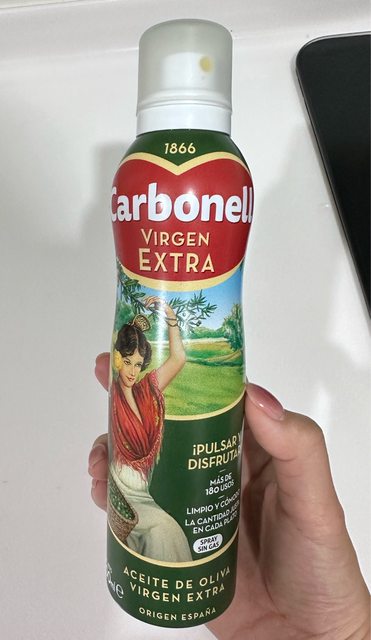 1866
Carbonell
VIRGEN
EXTRA
¡PULSAR Y
DISFRUTAR
MÁS DE
180 USOS
LIMPIO Y CÓMODO
LA CANTIDAD
EN CADA PLATO
SPRAY
SIN GAS
ACEITE DE OLIVA
VIRGEN EXTRA
ORIGEN ESPAÑA